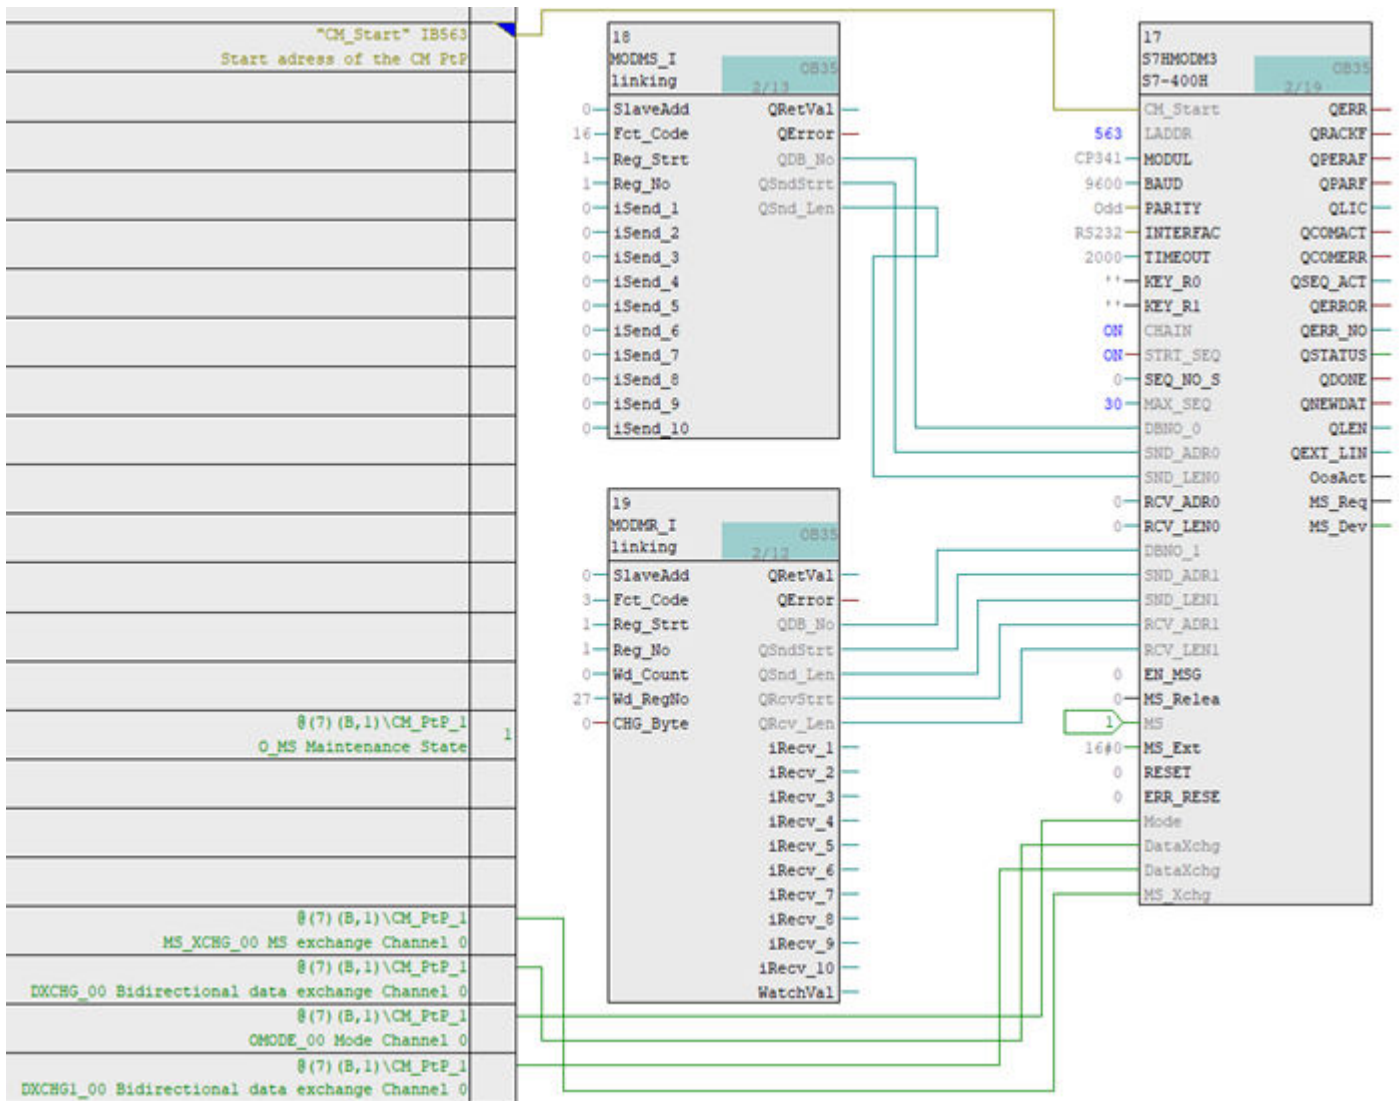 "CM_Start" IB563
Start adress of the CM PtP
@(7)(B,1)\CM_PtP_1
O_MS Maintenance State
1
@(7)(B,1)\CM_PtP_1
MS_XCHG_00 MS exchange Channel 0
@(7)(B,1)\CM_PtP_1
DXCHG_00 Bidirectional data exchange Channel 0
@(7)(B,1)\CM_PtP_1
OMODE_00 Mode Channel 0
@(7)(B,1)\CM_PtP_1
DXCHG1_00 Bidirectional data exchange Channel 0
18
MODMS_I OB35
linking 2/13
0 SlaveAdd QRetVal
16 Fct_Code QError
1 Reg_Strt QDB_No
1 Reg_No QSndStrt
0 iSend_1 QSnd_Len
0 iSend_2
0 iSend_3
0 iSend_4
0 iSend_5
0 iSend_6
0 iSend_7
0 iSend_8
0 iSend_9
0 iSend_10
19
MODMR_I OB35
linking 2/12
0 SlaveAdd QRetVal
3 Fct_Code QError
1 Reg_Strt QDB_No
1 Reg_No QSndStrt
0 Wd_Count QSnd_Len
27 Wd_RegNo QRcvStrt
0 CHG_Byte QRcv_Len
iRecv_1
iRecv_2
iRecv_3
iRecv_4
iRecv_5
iRecv_6
iRecv_7
iRecv_8
iRecv_9
iRecv_10
WatchVal
17
S7HMODM3 OB35
S7-400H 2/19
CM_Start QERR
563 LADDR QRACKF
CP341 MODUL QPERAF
9600 BAUD QPARF
Odd PARITY QLIC
RS232 INTERFAC QCOMACT
2000 TIMEOUT QCOMERR
'' KEY_R0 QSEQ_ACT
'' KEY_R1 QERROR
ON CHAIN QERR_NO
ON STRT_SEQ QSTATUS
0 SEQ_NO_S QDONE
30 MAX_SEQ QNEWDAT
DBNO_0 QLEN
SND_ADR0 QEXT_LIN
SND_LEN0 OosAct
0 RCV_ADR0 MS_Req
0 RCV_LEN0 MS_Dev
DBNO_1
SND_ADR1
SND_LEN1
RCV_ADR1
RCV_LEN1
0 EN_MSG
0 MS_Relea
1 MS
16#0 MS_Ext
0 RESET
0 ERR_RESE
Mode
DataXchg
DataXchg
MS_Xchg